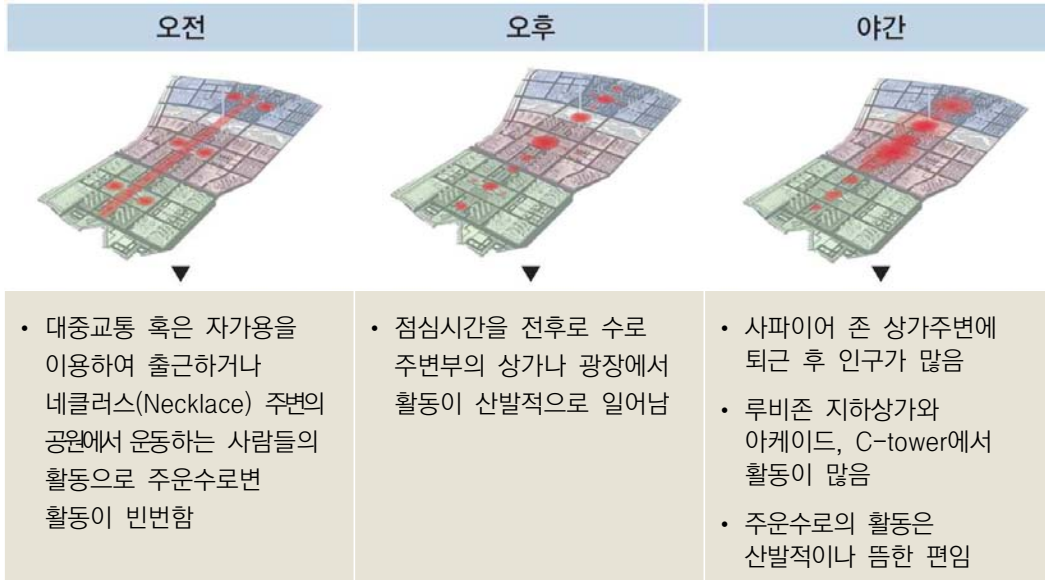 오전
오후
야간
▼
▼
▼
• 대중교통 혹은 자가용을
이용하여 출근하거나
네클러스(Necklace) 주변의
공원에서 운동하는 사람들의
활동으로 주운수로변
활동이 빈번함
• 점심시간을 전후로 수로
주변부의 상가나 광장에서
활동이 산발적으로 일어남
• 사파이어 존 상가주변에
퇴근 후 인구가 많음
• 루비존 지하상가와
아케이드, C-tower에서
활동이 많음
• 주운수로의 활동은
산발적이나 뜸한 편임